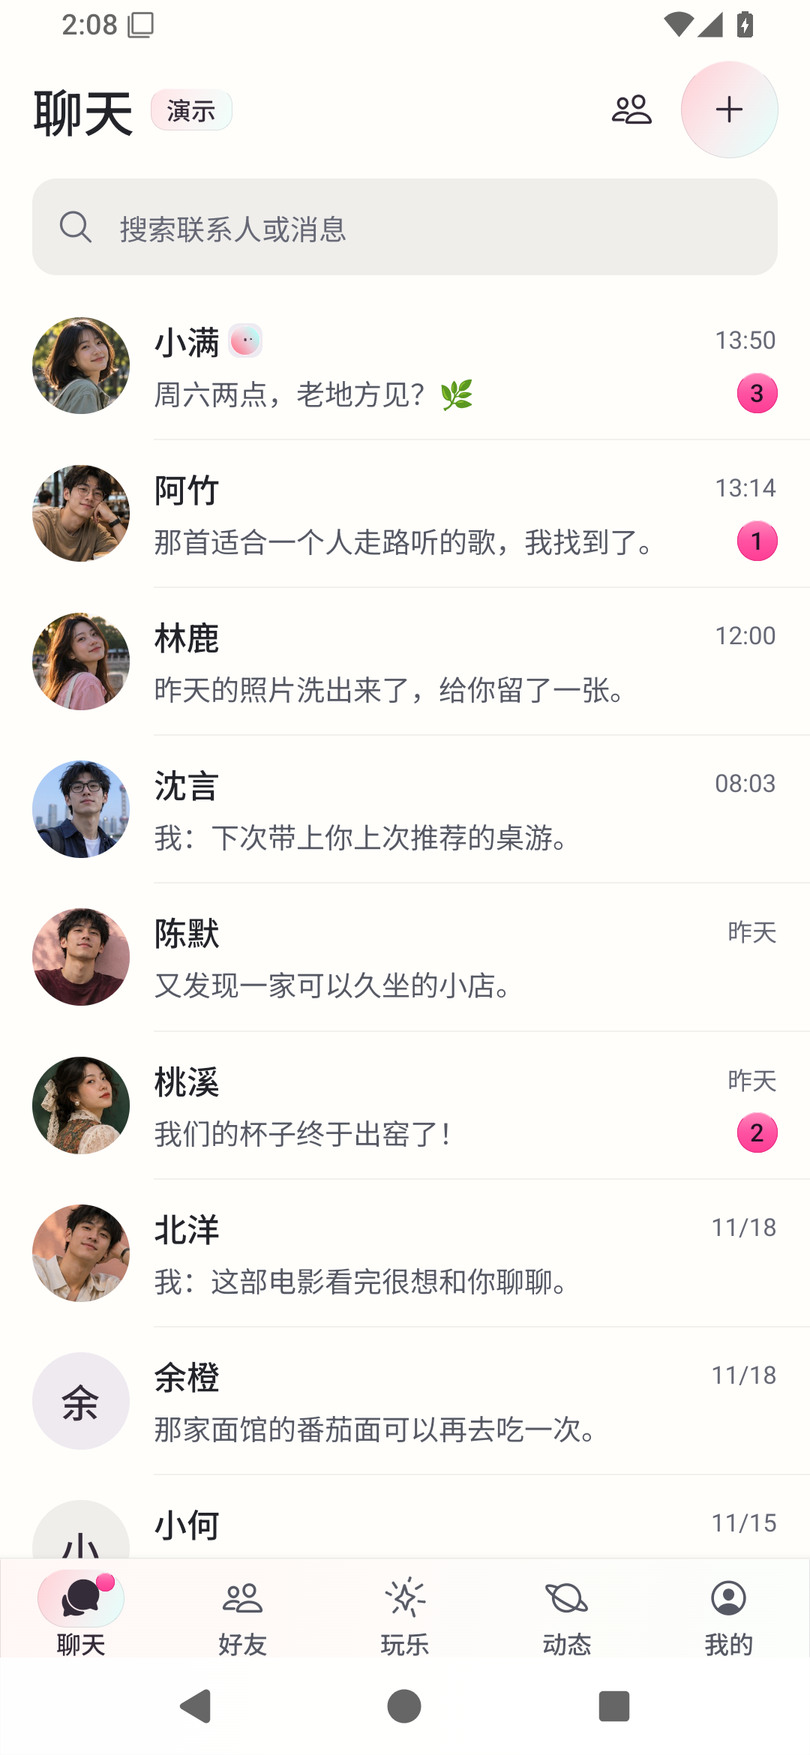 2:08
聊天
演示
搜索联系人或消息
小满
13:50
周六两点，老地方见？🌿
3
阿竹
13:14
那首适合一个人走路听的歌，我找到了。
1
林鹿
12:00
昨天的照片洗出来了，给你留了一张。
沈言
08:03
我：下次带上你上次推荐的桌游。
陈默
昨天
又发现一家可以久坐的小店。
桃溪
昨天
我们的杯子终于出窑了！
2
北洋
11/18
我：这部电影看完很想和你聊聊。
余
余橙
11/18
那家面馆的番茄面可以再去吃一次。
小
小何
11/15
聊天
好友
玩乐
动态
我的